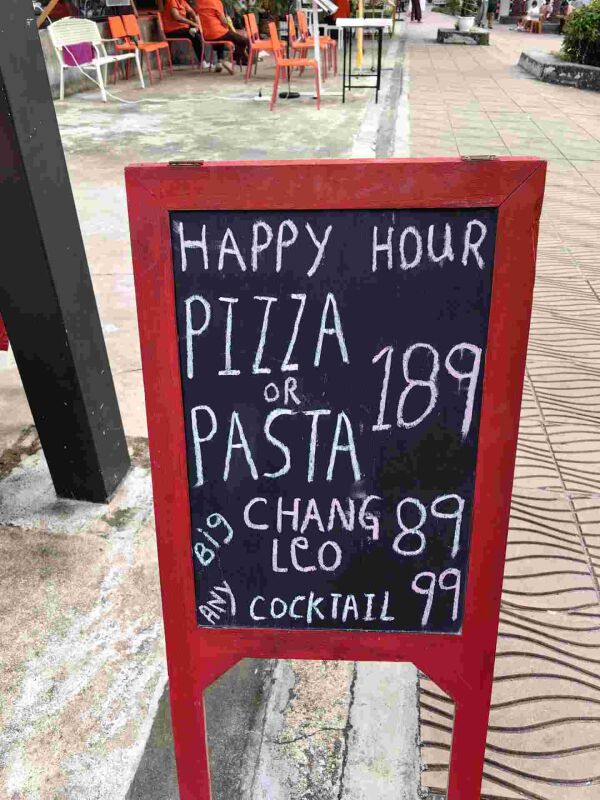 HAPPY HOUR
PIZZA
OR
PASTA 189
BIG CHANG 89
LEO
ANY COCKTAIL 99